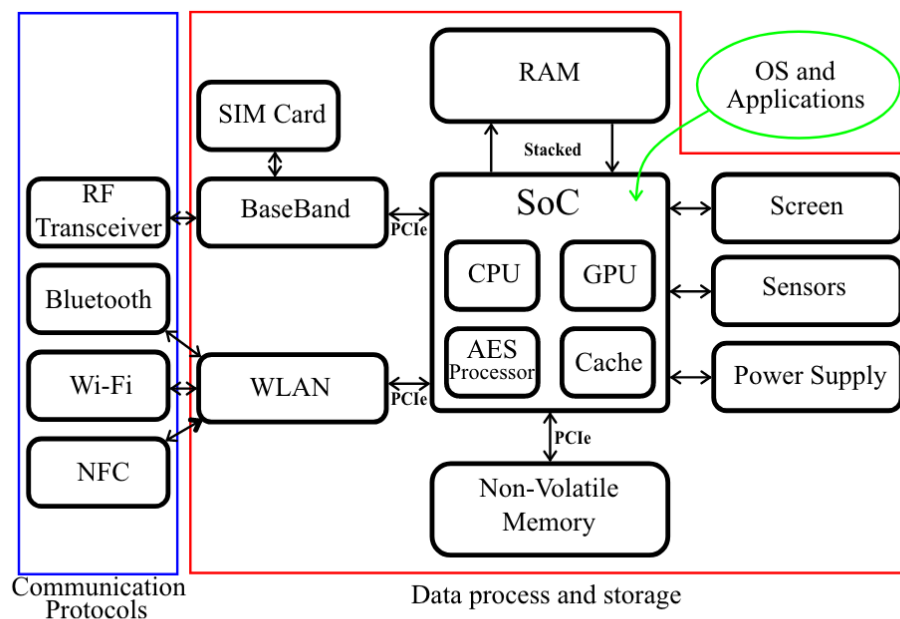 RAM
OS and
Applications
SIM Card
Stacked
RF
Transceiver
BaseBand
PCIe
SoC
Screen
CPU
GPU
Bluetooth
Sensors
Wi-Fi
WLAN
PCIe
AES
Processor
Cache
Power Supply
NFC
PCIe
Non-Volatile
Memory
Communication
Protocols
Data process and storage